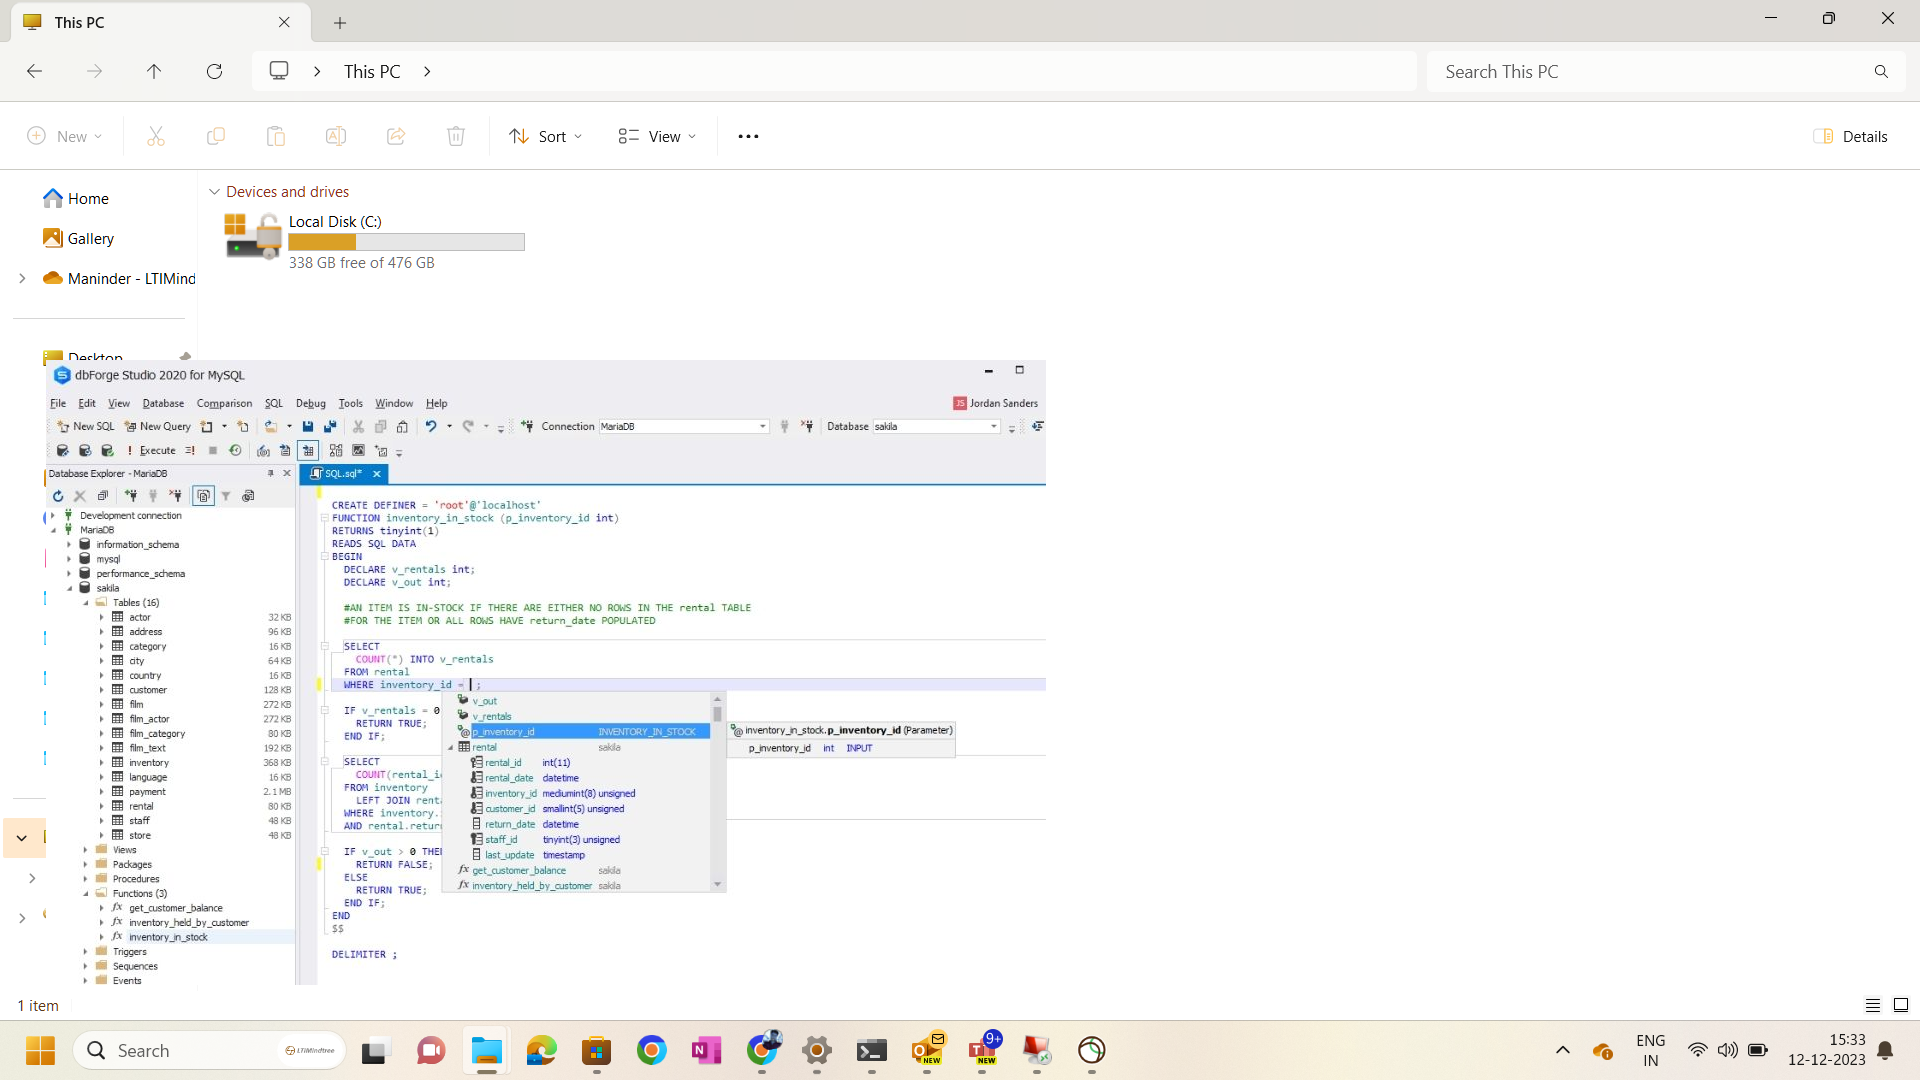 This PC
This PC
Search This PC
New
Sort
View
Details
Home
Gallery
Maninder - LTIMind
Desktop
Devices and drives
Local Disk (C:)
338 GB free of 476 GB
dbForge Studio 2020 for MySQL
File Edit View Database Comparison SQL Debug Tools Window Help
JS Jordan Sanders
New SQL New Query Connection MariaDB Database sakila
Execute
Database Explorer - MariaDB
Development connection
MariaDB
information_schema
mysql
performance_schema
sakila
Tables (16)
actor 32 KB
address 96 KB
category 16 KB
city 64 KB
country 16 KB
customer 128 KB
film 272 KB
film_actor 272 KB
film_category 80 KB
film_text 192 KB
inventory 368 KB
language 16 KB
payment 2.1 MB
rental 80 KB
staff 48 KB
store 48 KB
Views
Packages
Procedures
Functions (3)
get_customer_balance
inventory_held_by_customer
inventory_in_stock
Triggers
Sequences
Events
SQL.sql*
CREATE DEFINER = 'root'@'localhost'
FUNCTION inventory_in_stock (p_inventory_id int)
RETURNS tinyint(1)
READS SQL DATA
BEGIN
DECLARE v_rentals int;
DECLARE v_out int;
#AN ITEM IS IN-STOCK IF THERE ARE EITHER NO ROWS IN THE rental TABLE
#FOR THE ITEM OR ALL ROWS HAVE return_date POPULATED
SELECT
COUNT(*) INTO v_rentals
FROM rental
WHERE inventory_id = ;
IF v_rentals = 0
RETURN TRUE;
END IF;
SELECT
COUNT(rental_i
FROM inventory
LEFT JOIN rent
WHERE inventory.
AND rental.retur
IF v_out > 0 THE
RETURN FALSE;
ELSE
RETURN TRUE;
END IF;
END
$$
DELIMITER ;
v_out
v_rentals
p_inventory_id INVENTORY_IN_STOCK
rental sakila
rental_id int(11)
rental_date datetime
inventory_id mediumint(8) unsigned
customer_id smallint(5) unsigned
return_date datetime
staff_id tinyint(3) unsigned
last_update timestamp
get_customer_balance sakila
inventory_held_by_customer sakila
inventory_in_stock.p_inventory_id (Parameter)
p_inventory_id int INPUT
1 item
Search
LTIMindtree
NEW
9+
NEW
ENG
IN
15:33
12-12-2023